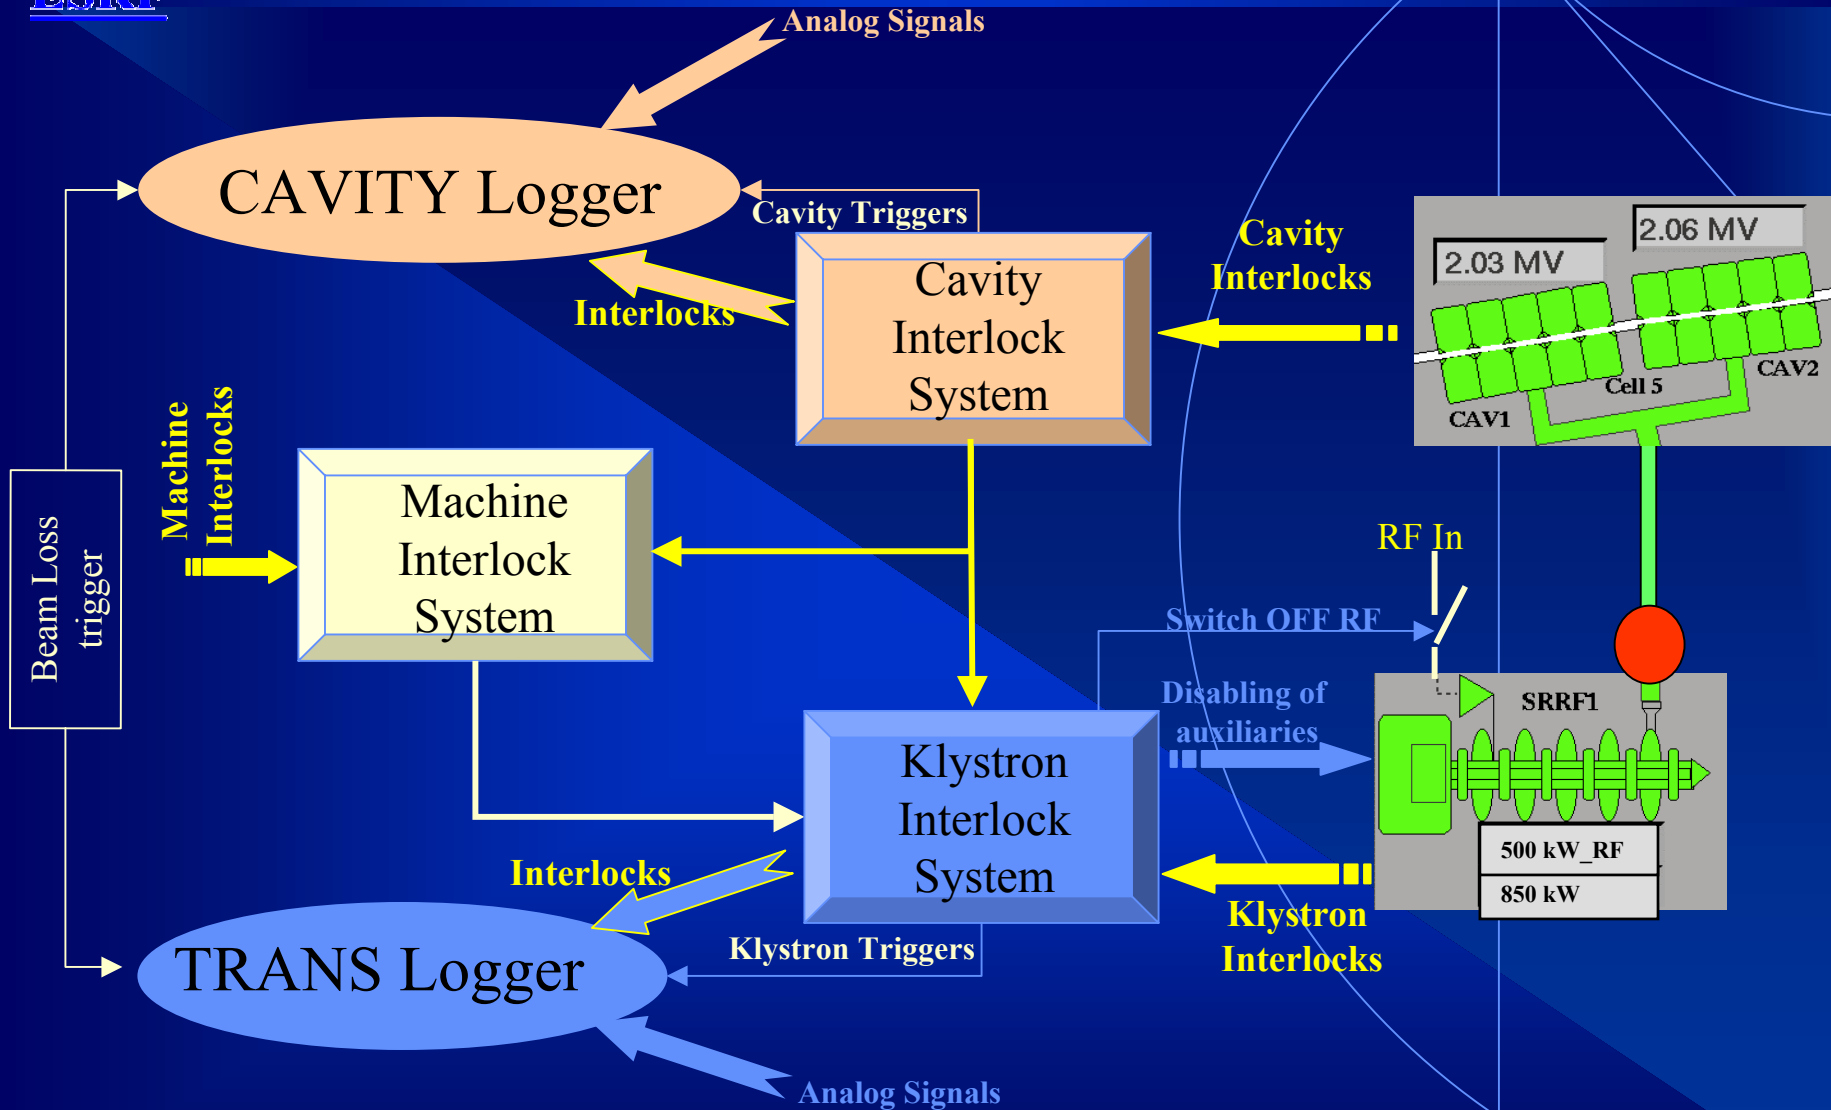 ESRF
Analog Signals
CAVITY Logger
Cavity Triggers
Interlocks
Cavity
Interlock
System
Cavity
Interlocks
2.03 MV
2.06 MV
CAV1
Cell 5
CAV2
Machine
Interlocks
Machine
Interlock
System
Beam Loss
trigger
RF In
Switch OFF RF
Disabling of
auxiliaries
SRRF1
500 kW_RF
850 kW
Klystron
Interlock
System
Interlocks
Klystron
Interlocks
Klystron Triggers
TRANS Logger
Analog Signals